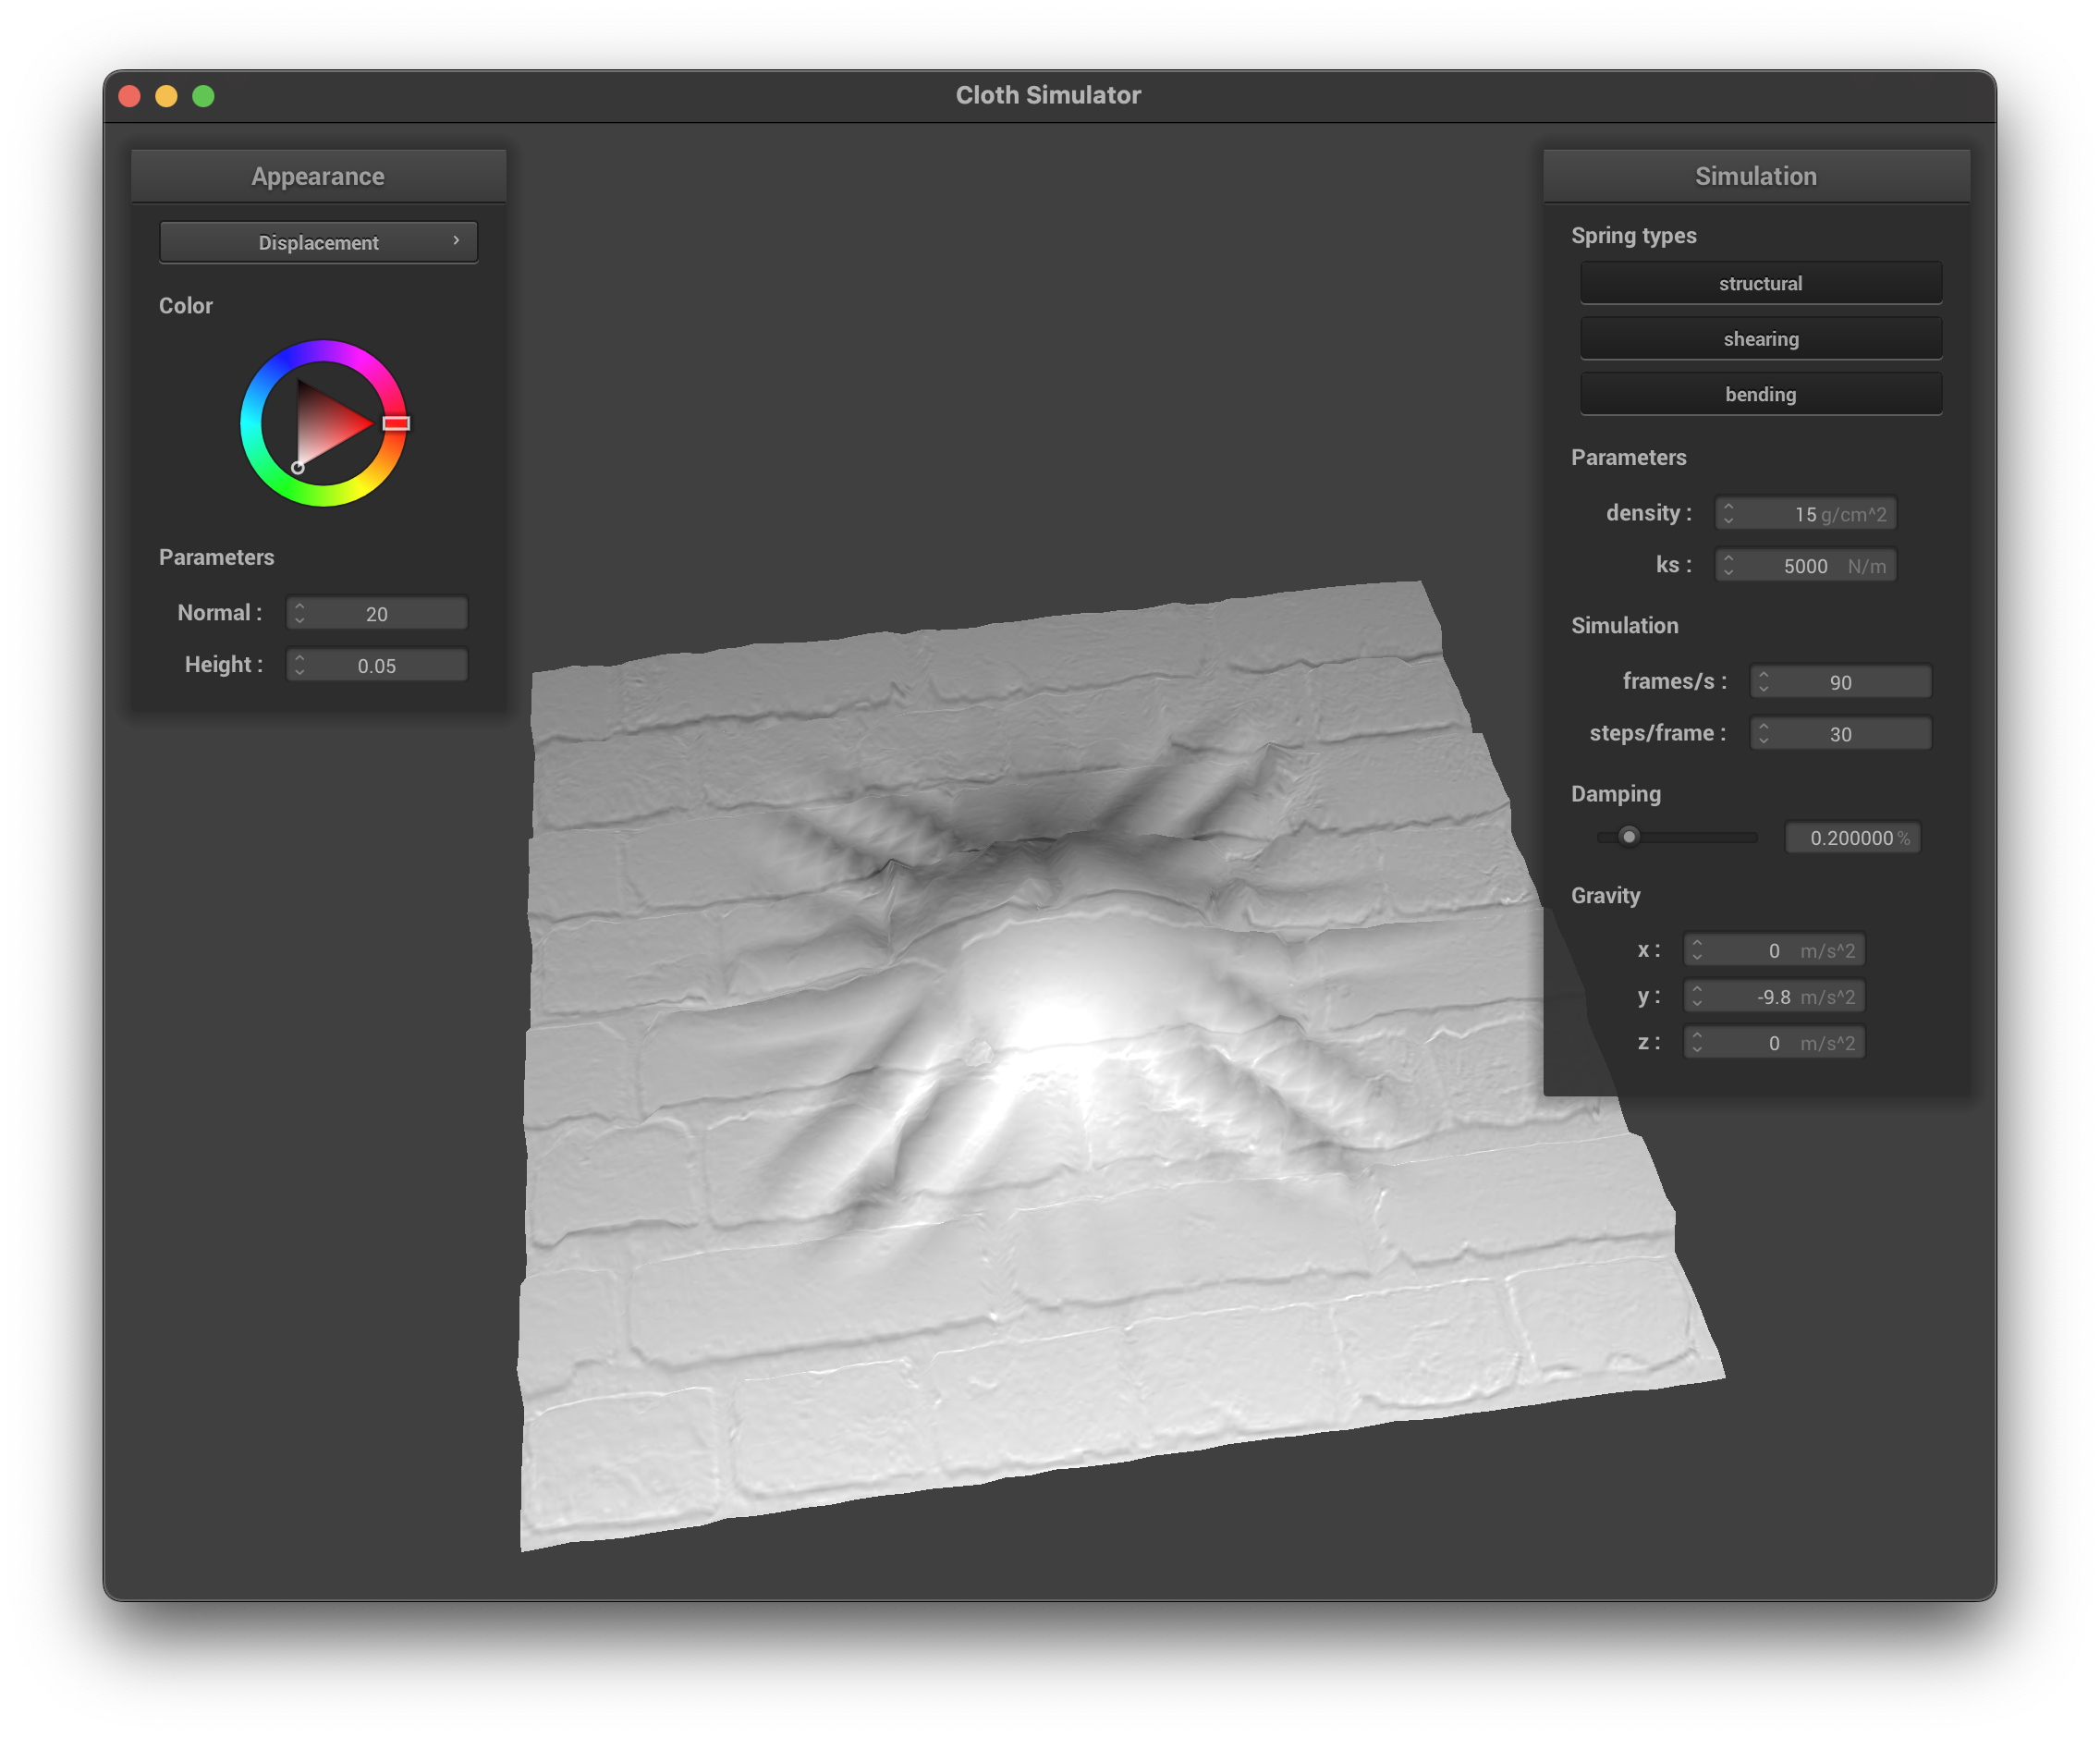 Cloth Simulator
Appearance
Displacement
Color
Parameters
Normal : 20
Height : 0.05
Simulation
Spring types
structural
shearing
bending
Parameters
density : 15 g/cm^2
ks : 5000 N/m
Simulation
frames/s : 90
steps/frame : 30
Damping
0.200000 %
Gravity
x : 0 m/s^2
y : -9.8 m/s^2
z : 0 m/s^2